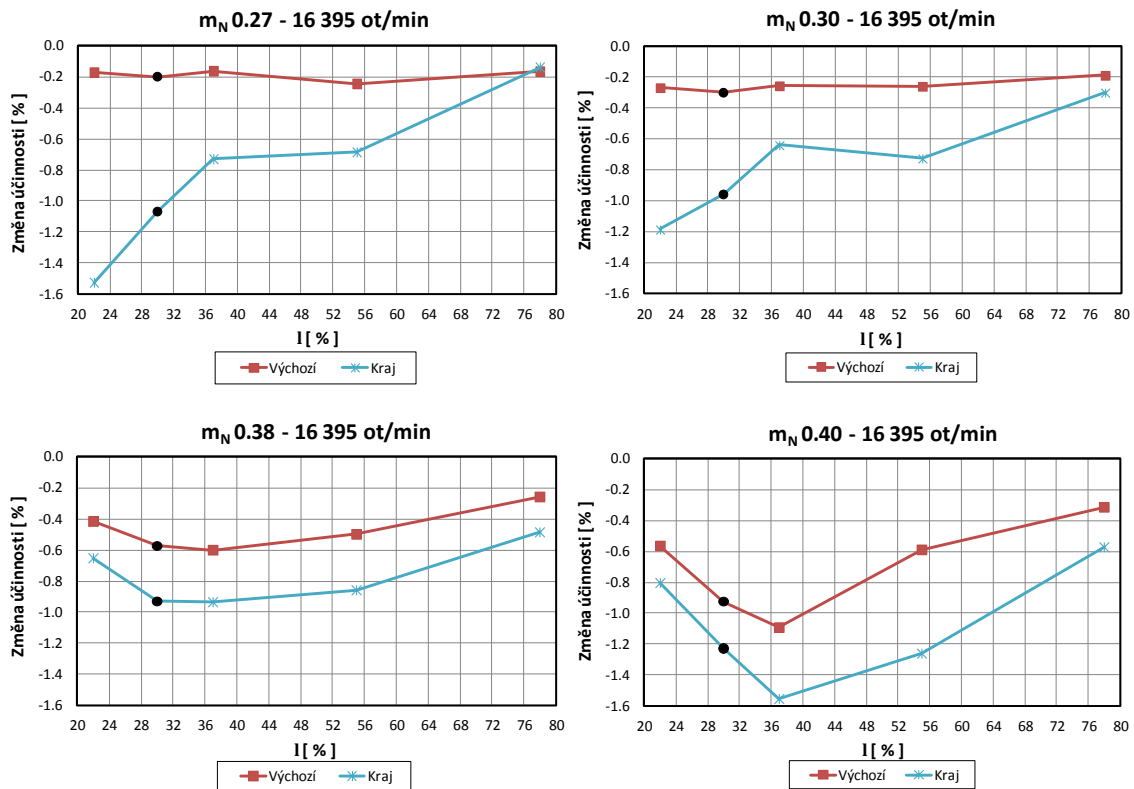 m_N 0.27 - 16 395 ot/min
Změna účinnosti [ % ]
0.0
-0.2
-0.4
-0.6
-0.8
-1.0
-1.2
-1.4
-1.6
20 24 28 32 36 40 44 48 52 56 60 64 68 72 76 80
l [ % ]
Výchozí Kraj
m_N 0.30 - 16 395 ot/min
Změna účinnosti [ % ]
0.0
-0.2
-0.4
-0.6
-0.8
-1.0
-1.2
-1.4
-1.6
20 24 28 32 36 40 44 48 52 56 60 64 68 72 76 80
l [ % ]
Výchozí Kraj
m_N 0.38 - 16 395 ot/min
Změna účinnosti [ % ]
0.0
-0.2
-0.4
-0.6
-0.8
-1.0
-1.2
-1.4
-1.6
20 24 28 32 36 40 44 48 52 56 60 64 68 72 76 80
l [ % ]
Výchozí Kraj
m_N 0.40 - 16 395 ot/min
Změna účinnosti [ % ]
0.0
-0.2
-0.4
-0.6
-0.8
-1.0
-1.2
-1.4
-1.6
20 24 28 32 36 40 44 48 52 56 60 64 68 72 76 80
l [ % ]
Výchozí Kraj